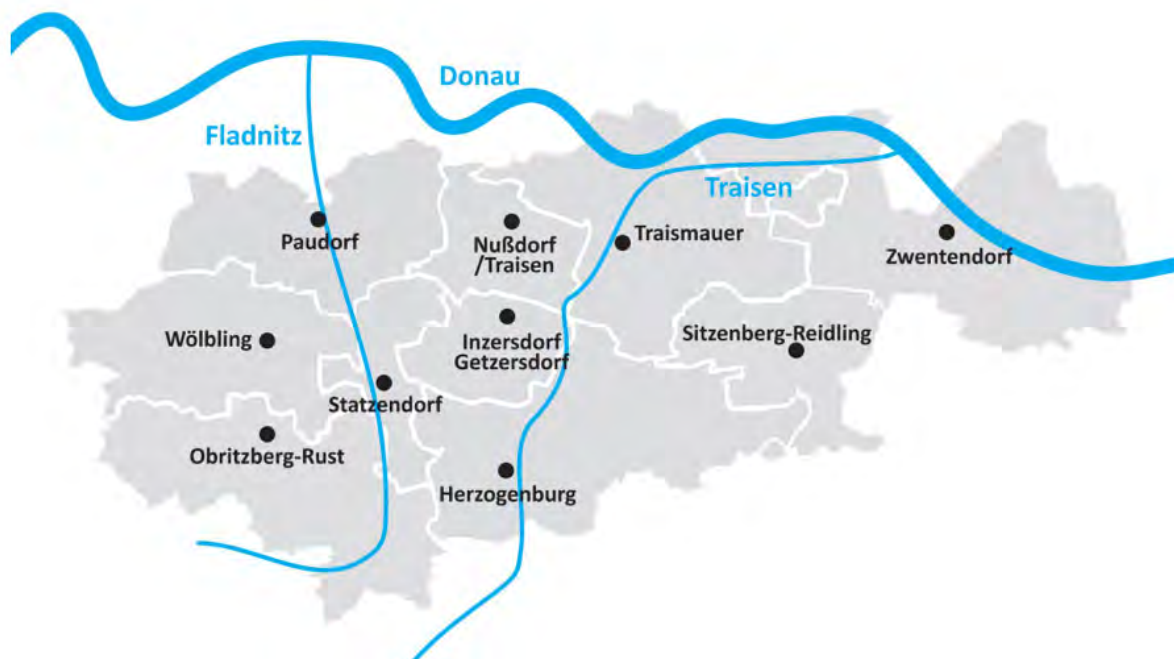 Donau
Fladnitz
Traisen
Paudorf
Nußdorf
/Traisen
Traismauer
Zwentendorf
Wölbling
Inzersdorf
Getzersdorf
Sitzenberg-Reidling
Statzendorf
Obritzberg-Rust
Herzogenburg